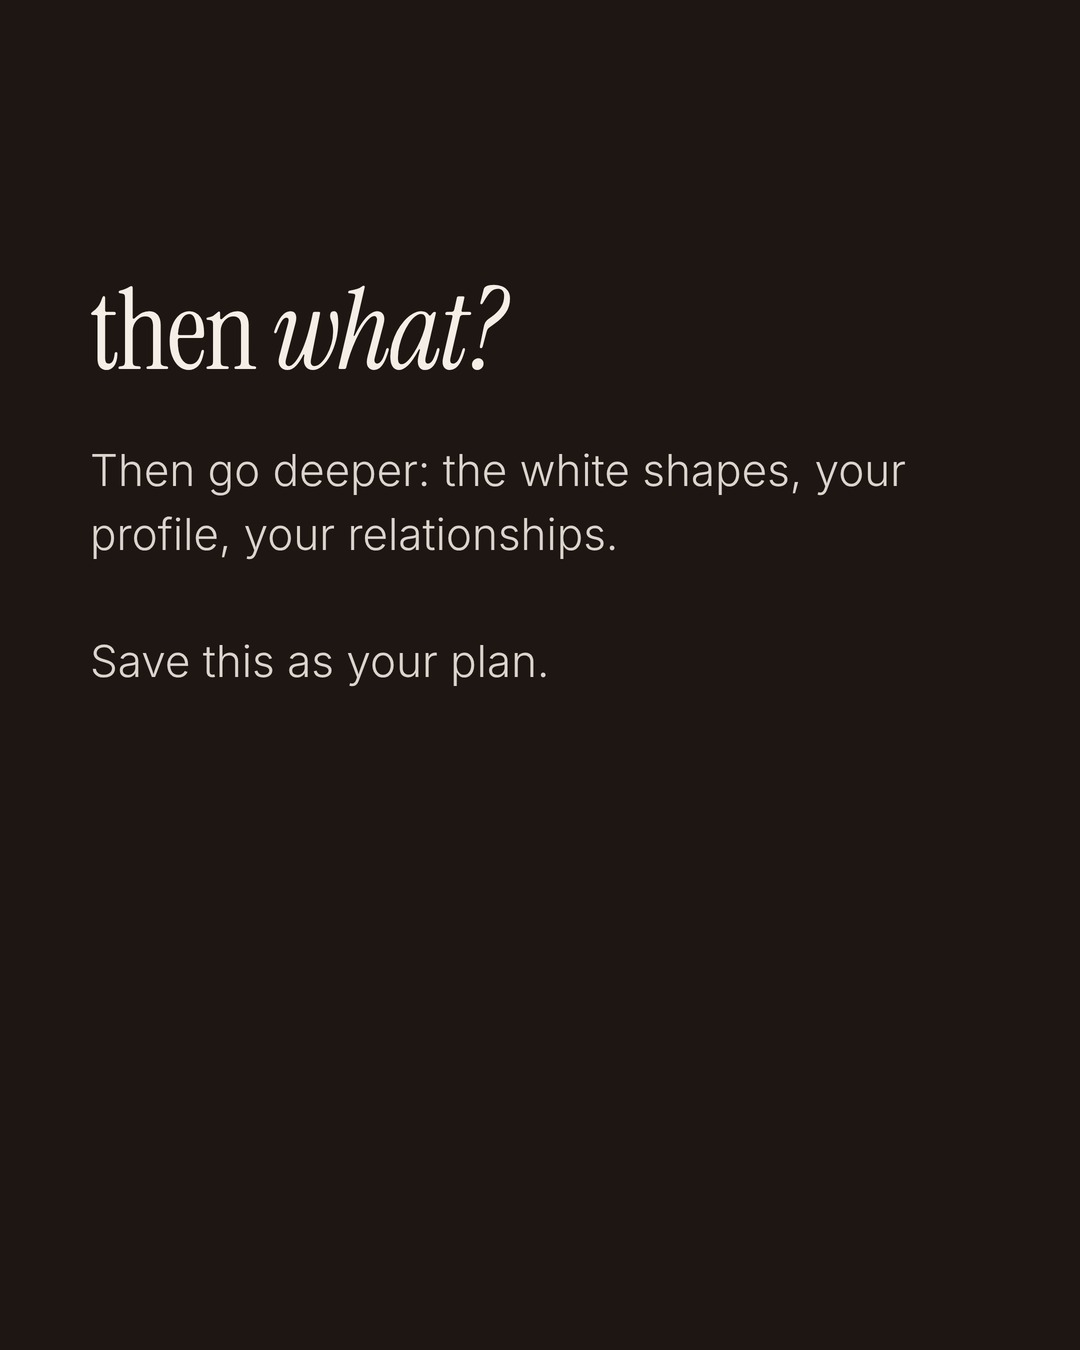 then what?
Then go deeper: the white shapes, your
profile, your relationships.
Save this as your plan.